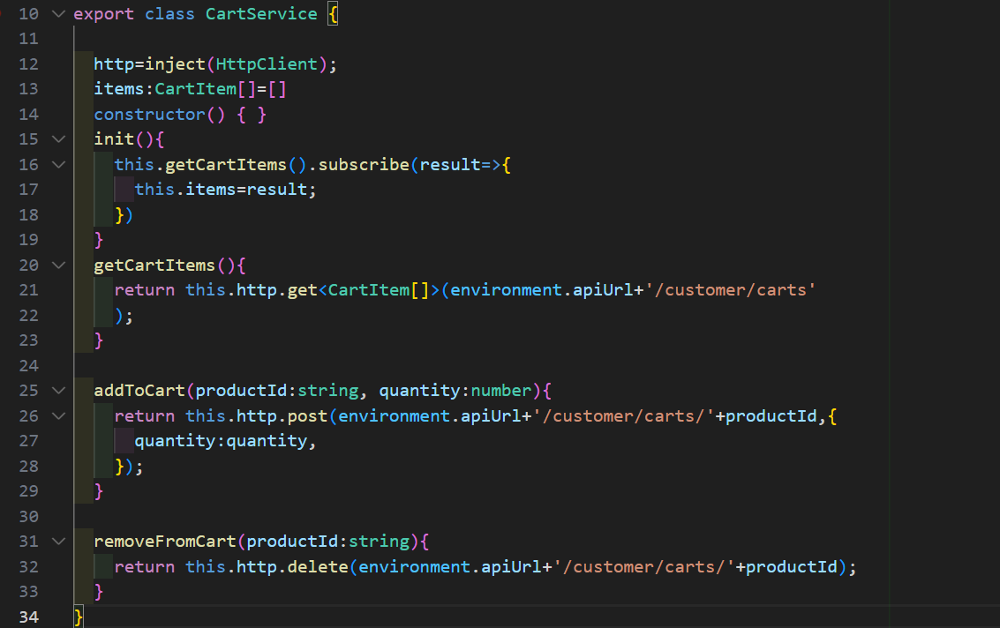 10 export class CartService {
11
12 http=inject(HttpClient);
13 items:CartItem[]=[]
14 constructor() { }
15 init(){
16 this.getCartItems().subscribe(result=>{
17 this.items=result;
18 })
19 }
20 getCartItems(){
21 return this.http.get<CartItem[]>(environment.apiUrl+'/customer/carts'
22 );
23 }
24
25 addToCart(productId:string, quantity:number){
26 return this.http.post(environment.apiUrl+'/customer/carts/'+productId,{
27 quantity:quantity,
28 });
29 }
30
31 removeFromCart(productId:string){
32 return this.http.delete(environment.apiUrl+'/customer/carts/'+productId);
33 }
34 }